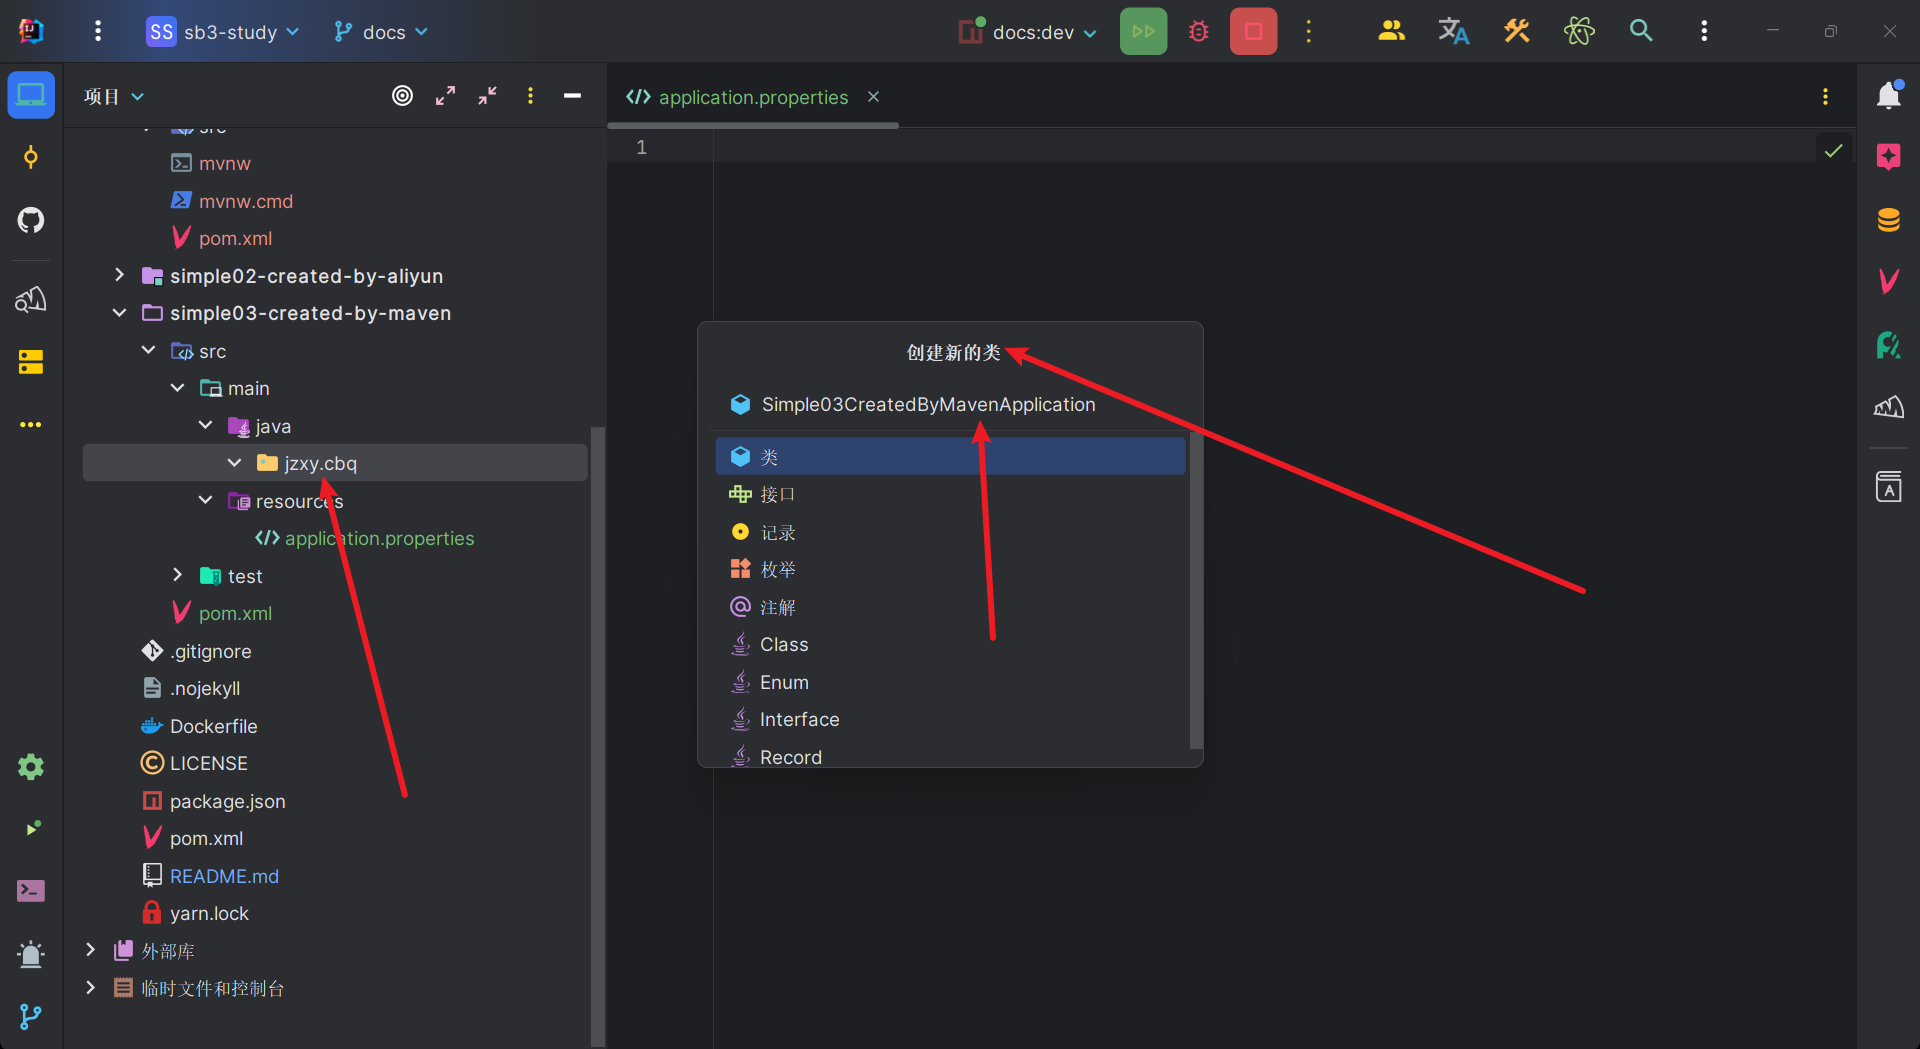 SS sb3-study docs docs:dev
项目
application.properties
1
src
mvnw
mvnw.cmd
pom.xml
simple02-created-by-aliyun
simple03-created-by-maven
src
main
java
jzxy.cbq
resources
application.properties
test
pom.xml
.gitignore
.nojekyll
Dockerfile
LICENSE
package.json
pom.xml
README.md
yarn.lock
外部库
临时文件和控制台
创建新的类
Simple03CreatedByMavenApplication
类
接口
记录
枚举
注解
Class
Enum
Interface
Record